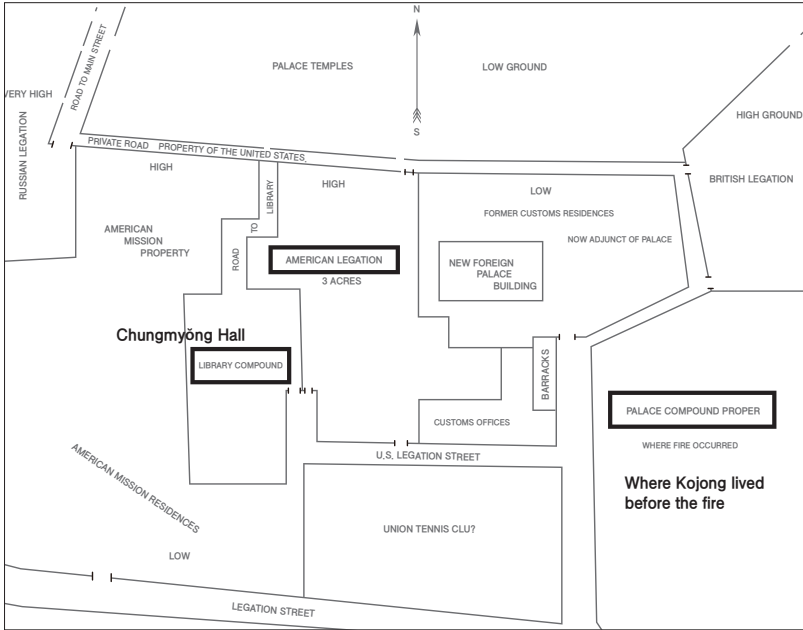 N
S
PALACE TEMPLES
LOW GROUND
VERY HIGH
RUSSIAN LEGATION
ROAD TO MAIN STREET
PRIVATE ROAD PROPERTY OF THE UNITED STATES,
HIGH GROUND
BRITISH LEGATION
HIGH
HIGH
LOW
AMERICAN
MISSION
PROPERTY
ROAD TO LIBRARY
AMERICAN LEGATION
3 ACRES
FORMER CUSTOMS RESIDENCES
NOW ADJUNCT OF PALACE
NEW FOREIGN
PALACE
BUILDING
Chungmyŏng Hall
LIBRARY COMPOUND
BARRACKS
CUSTOMS OFFICES
PALACE COMPOUND PROPER
WHERE FIRE OCCURRED
Where Kojong lived
before the fire
U.S. LEGATION STREET
AMERICAN MISSION RESIDENCES
UNION TENNIS CLU?
LOW
LEGATION STREET